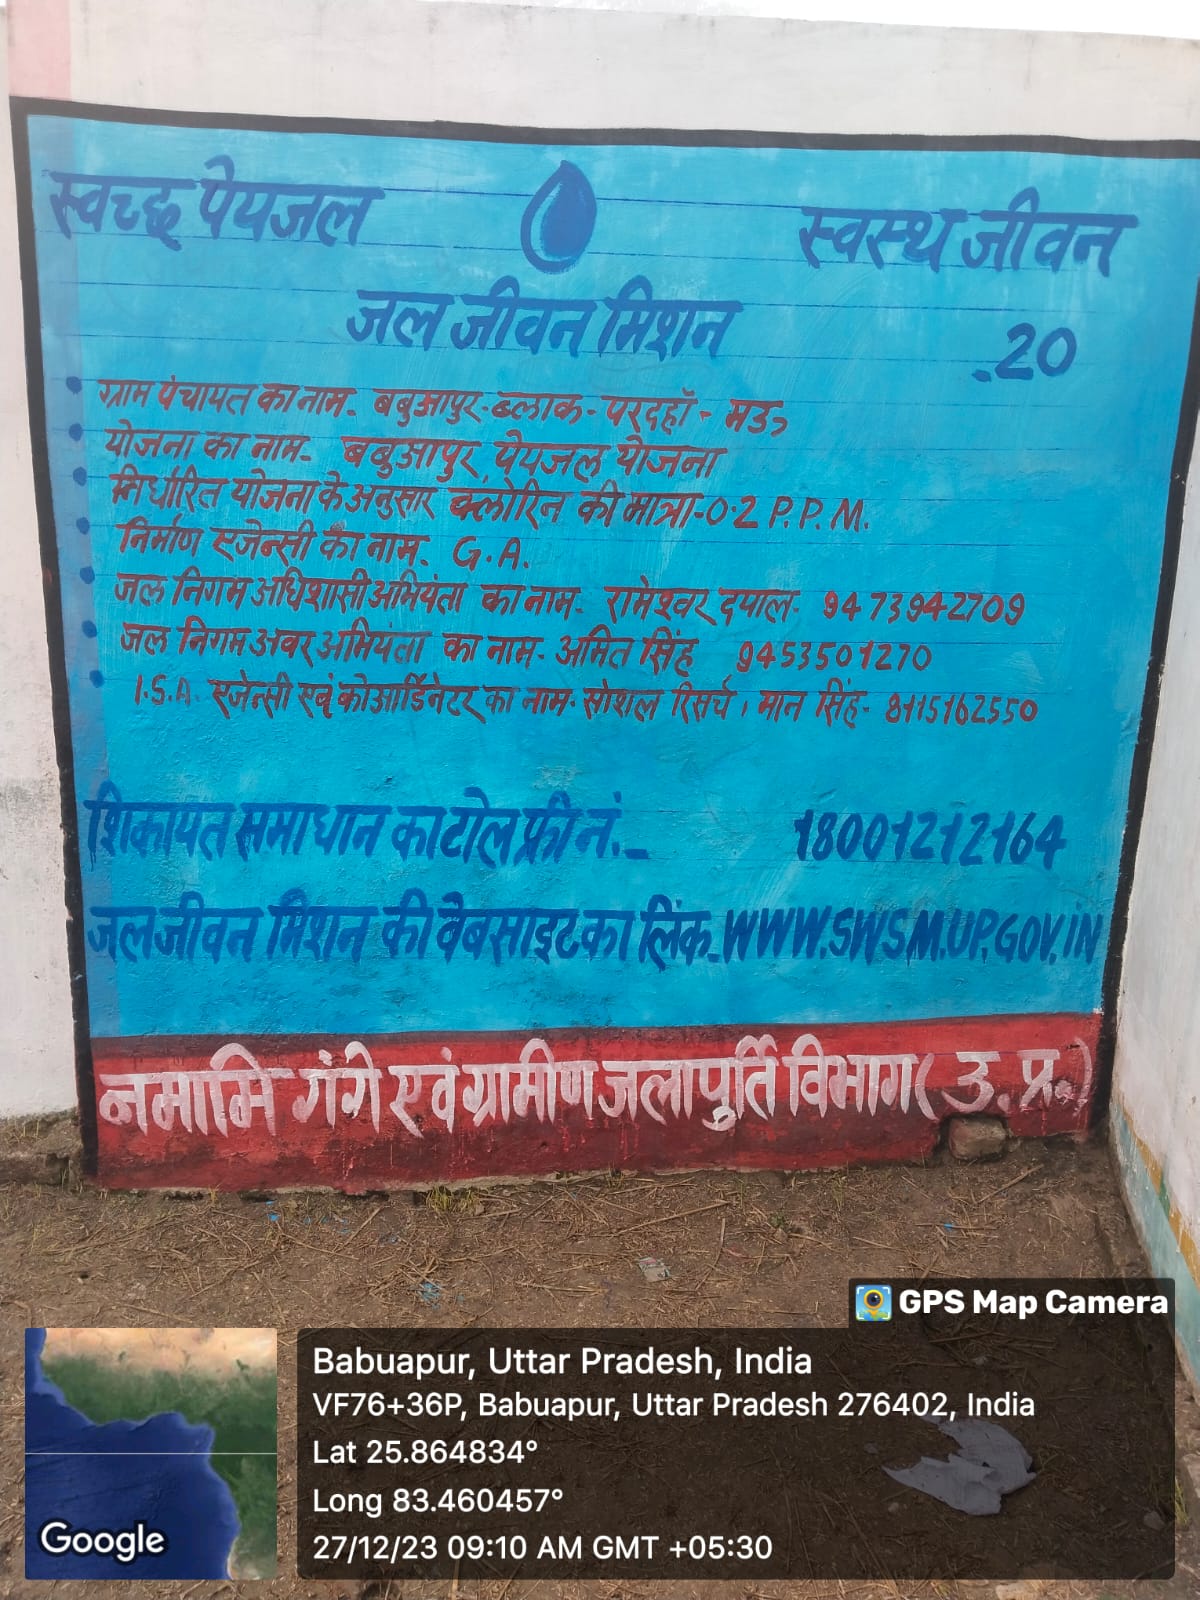 स्वच्छ पेयजल स्वस्थ जीवन
जल जीवन मिशन .20
ग्राम पंचायत का नाम- बबुआपुर-ब्लाक-परदहाॅं- मऊ
योजना का नाम- बबुआपुर पेयजल योजना
निर्धारित योजना के अनुसार क्लोरिन की मात्रा-0.2 P.P.M.
निर्माण एजेन्सी का नाम- G.A.
जल निगम अधिशासी अभियंता का नाम- रामेश्वर दयाल- 9473942709
जल निगम अवर अभियंता का नाम- अमित सिंह 9453501270
I.S.A. एजेन्सी एवं कोआर्डिनेटर का नाम- सोशल रिसर्च, मान सिंह- 8115162550
शिकायत समाधान का टोल फ्री नं.- 18001212164
जल जीवन मिशन की वेबसाइट का लिंक-WWW.SWSM.UP.GOV.IN
नमामि गंगे एवं ग्रामीण जलापुर्ति विभाग (उ.प्र.)
GPS Map Camera
Babuapur, Uttar Pradesh, India
VF76+36P, Babuapur, Uttar Pradesh 276402, India
Lat 25.864834°
Long 83.460457°
27/12/23 09:10 AM GMT +05:30
Google